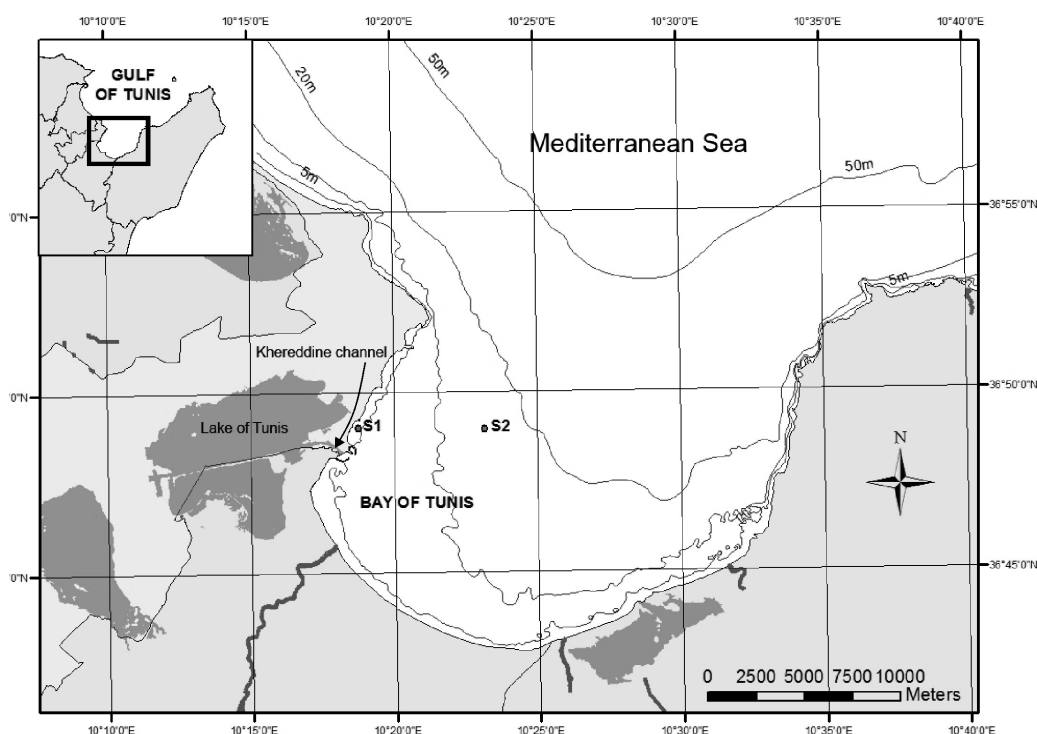 10°10'0"E 10°15'0"E 10°20'0"E 10°25'0"E 10°30'0"E 10°35'0"E 10°40'0"E
GULF
OF TUNIS
20m
50m
Mediterranean Sea
50m
5m
0'N
36°55'0"N
5m
Khereddine channel
36°50'0"N
0'N
Lake of Tunis
S1
S2
N
BAY OF TUNIS
0'N
36°45'0"N
0 2500 5000 7500 10000
Meters
10°10'0"E 10°15'0"E 10°20'0"E 10°25'0"E 10°30'0"E 10°35'0"E 10°40'0"E